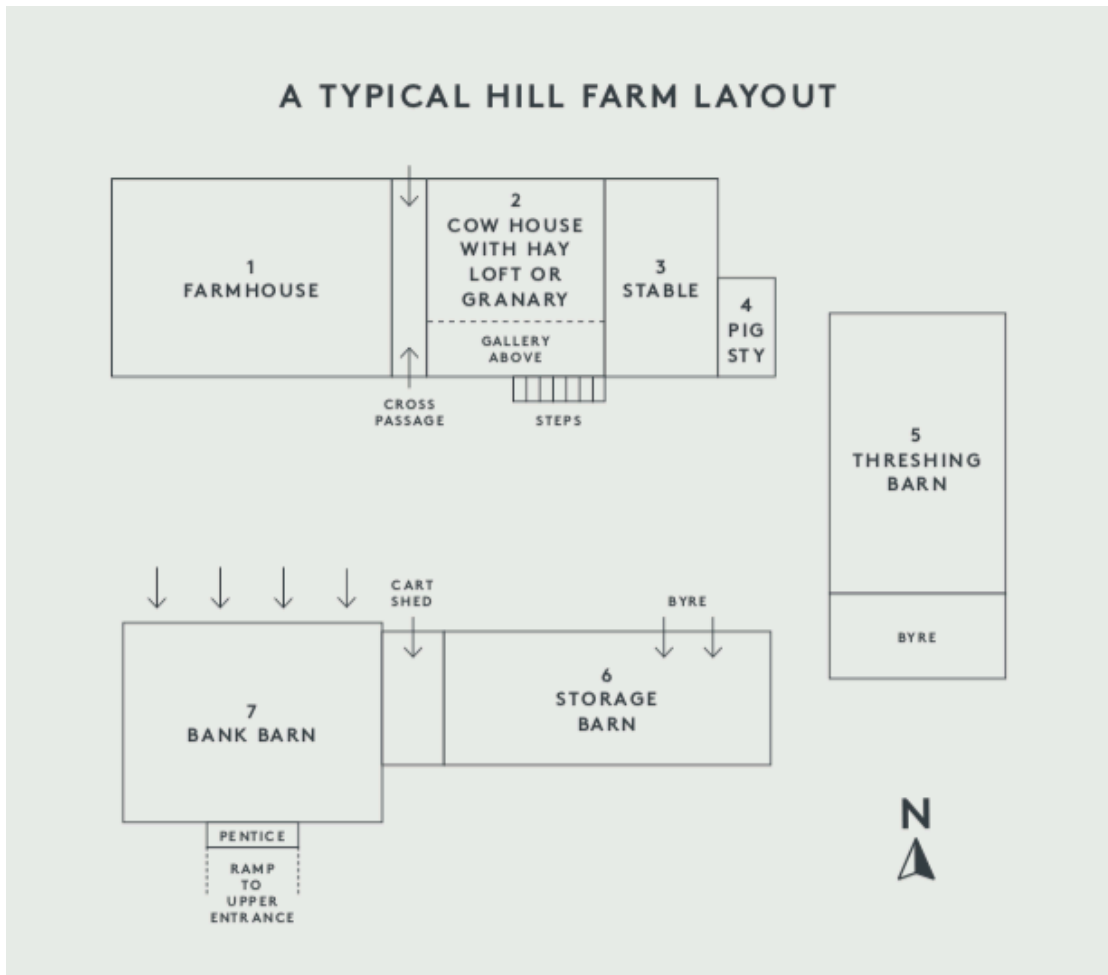 A TYPICAL HILL FARM LAYOUT
1
FARMHOUSE
2
COW HOUSE
WITH HAY
LOFT OR
GRANARY
GALLERY
ABOVE
3
STABLE
4
PIG
STY
CROSS
PASSAGE
STEPS
5
THRESHING
BARN
BYRE
CART
SHED
BYRE
6
STORAGE
BARN
7
BANK BARN
PENTICE
RAMP
TO
UPPER
ENTRANCE
N